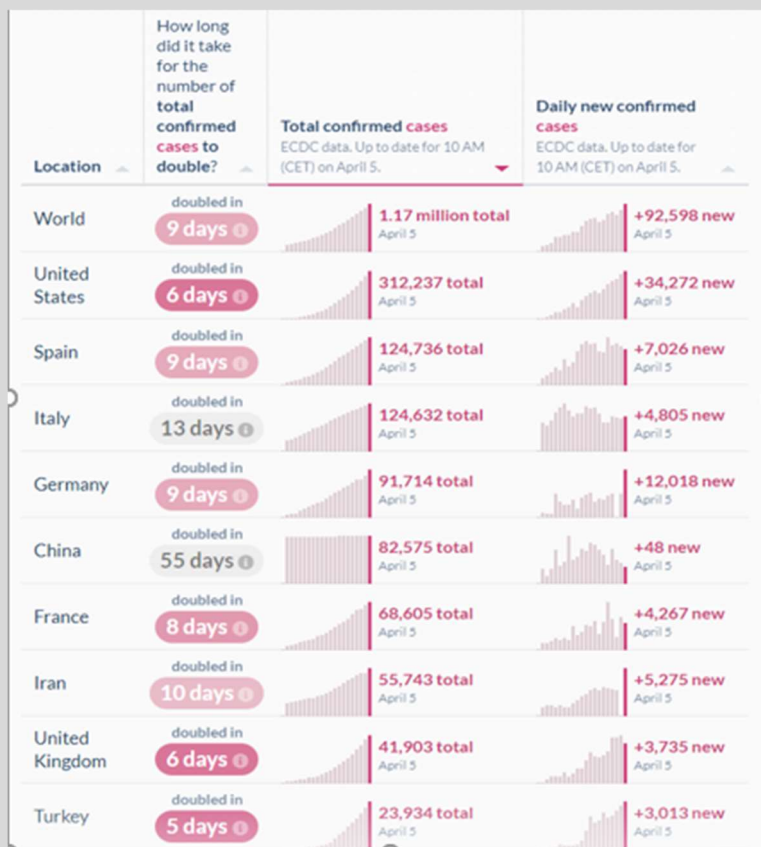 How long
did it take
for the
number of
total
confirmed
cases to
double?
Location
Total confirmed cases
ECDC data. Up to date for 10 AM
(CET) on April 5.
Daily new confirmed
cases
ECDC data. Up to date for
10 AM (CET) on April 5.
World
doubled in
9 days
1.17 million total
April 5
+92,598 new
April 5
United
States
doubled in
6 days
312,237 total
April 5
+34,272 new
April 5
Spain
doubled in
9 days
124,736 total
April 5
+7,026 new
April 5
Italy
doubled in
13 days
124,632 total
April 5
+4,805 new
April 5
Germany
doubled in
9 days
91,714 total
April 5
+12,018 new
April 5
China
doubled in
55 days
82,575 total
April 5
+48 new
April 5
France
doubled in
8 days
68,605 total
April 5
+4,267 new
April 5
Iran
doubled in
10 days
55,743 total
April 5
+5,275 new
April 5
United
Kingdom
doubled in
6 days
41,903 total
April 5
+3,735 new
April 5
Turkey
doubled in
5 days
23,934 total
April 5
+3,013 new
April 5